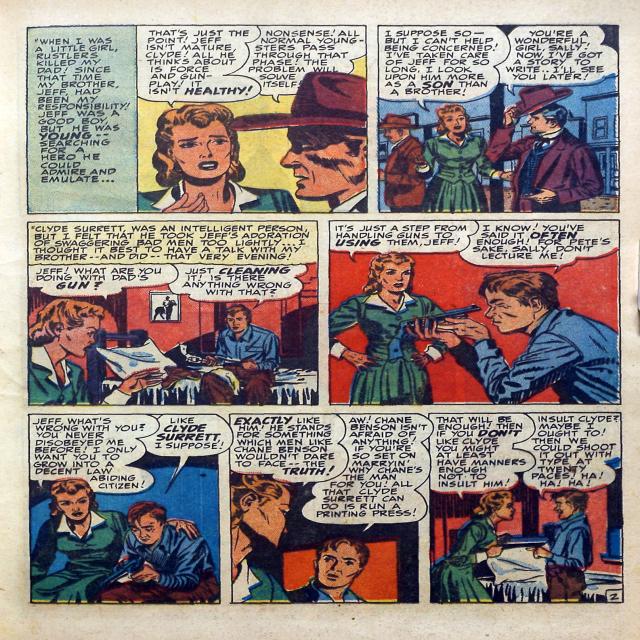 "WHEN I WAS
A LITTLE GIRL,
RUSTLERS
KILLED MY
DAD! SINCE
THAT TIME
MY BROTHER,
JEFF, HAD
BEEN MY
RESPONSIBILITY!
JEFF WAS A
GOOD BOY,
BUT HE WAS
YOUNG --
SEARCHING
FOR A
HERO HE
COULD
ADMIRE AND
EMULATE...
THAT'S JUST THE
POINT! JEFF
ISN'T MATURE,
CLYDE! ALL HE
THINKS ABOUT
IS FORCE
AND GUN-
PLAY! IT
ISN'T HEALTHY!
NONSENSE! ALL
NORMAL YOUNG-
STERS PASS
THROUGH THAT
PHASE! THE
PROBLEM WILL
SOLVE
ITSELF!
I SUPPOSE SO --
BUT I CAN'T HELP
BEING CONCERNED!
I'VE TAKEN CARE
OF JEFF FOR SO
LONG, I LOOK
UPON HIM MORE
AS A SON THAN
A BROTHER!
YOU'RE A
WONDERFUL
GIRL, SALLY!
NOW, I'VE GOT
A STORY TO
WRITE... I'LL SEE
YOU LATER!
"CLYDE SURRETT, WAS AN INTELLIGENT PERSON,
BUT I FELT THAT HE TOOK JEFF'S ADORATION
OF SWAGGERING BAD MEN TOO LIGHTLY... I
THOUGHT IT BEST TO HAVE A TALK WITH MY
BROTHER -- AND DID -- THAT VERY EVENING!
JEFF! WHAT ARE YOU
DOING WITH DAD'S
GUN?
JUST CLEANING
IT! IS THERE
ANYTHING WRONG
WITH THAT?
IT'S JUST A STEP FROM
HANDLING GUNS TO
USING THEM, JEFF!
I KNOW! YOU'VE
SAID IT OFTEN
ENOUGH! FOR PETE'S
SAKE, SALLY, DON'T
LECTURE ME!
JEFF, WHAT'S
WRONG WITH YOU?
YOU NEVER
DISOBEYED ME
BEFORE! I ONLY
WANT YOU TO
GROW INTO A
DECENT LAW
ABIDING
CITIZEN!
LIKE
CLYDE
SURRETT,
I SUPPOSE!
EXACTLY LIKE
HIM! HE STANDS
FOR SOMETHING
WHICH MEN LIKE
CHANE BENSON
WOULDN'T DARE
TO FACE -- THE
TRUTH!
AW! CHANE
BENSON ISN'T
AFRAID OF
ANYTHING!
IF YOU'RE
SO SET ON
MARRYIN'
WHY CHANE'S
THE MAN
FOR YOU! ALL
THAT CLYDE
SURRETT CAN
DO IS RUN A
PRINTING PRESS!
THAT WILL BE
ENOUGH! THEN
IF YOU DON'T
LIKE CLYDE
YOU MIGHT
AT LEAST
HAVE MANNERS
ENOUGH
NOT TO
INSULT HIM!
INSULT CLYDE?
MAYBE I
OUGHT TO!
THEN WE
COULD SHOOT
IT OUT WITH
TYPE AT
TWENTY
PACES! HA!
HA! HA!
2